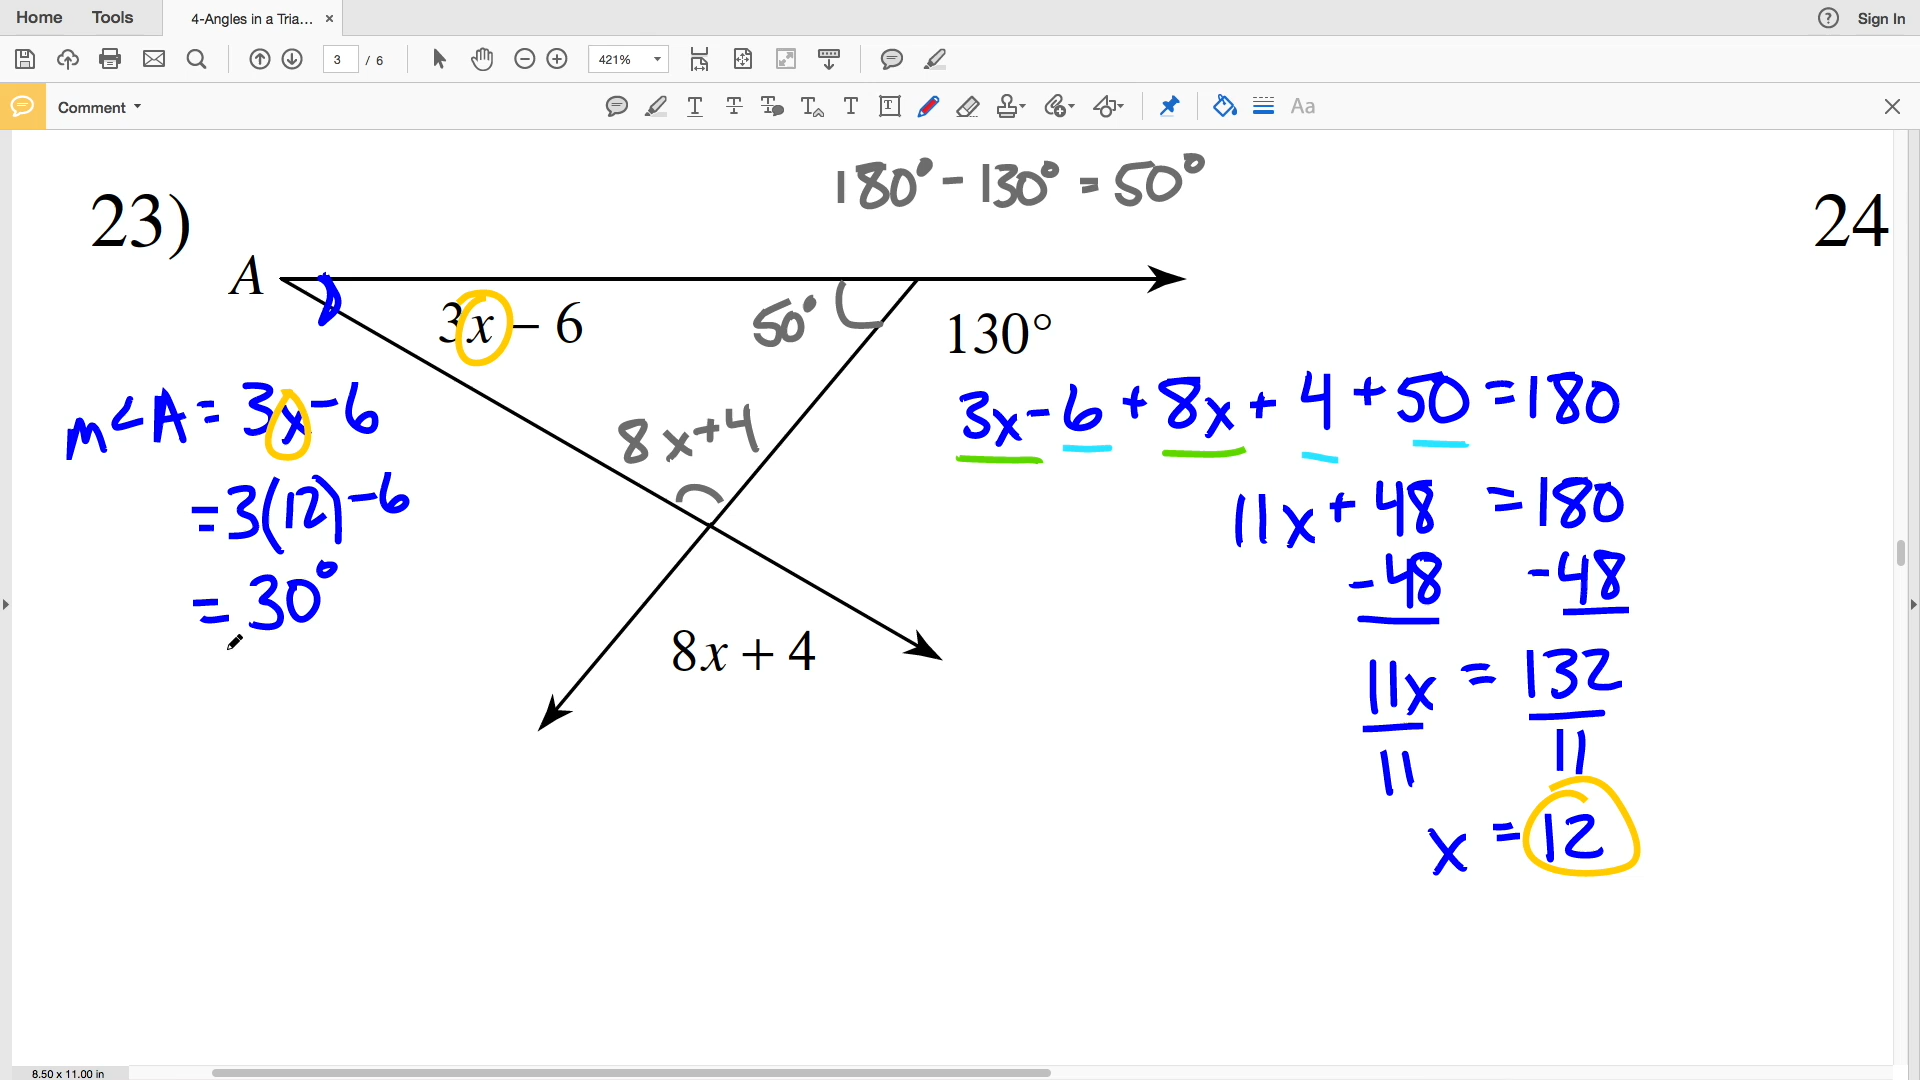 Home Tools 4-Angles in a Tria... × ? Sign In
3 / 6 421%
Comment T T T T T T Aa
180° - 130° = 50°
23) 24
A
3x - 6 50° 130°
m<A = 3x-6
8x+4
3x-6+8x+4+50=180
=3(12)-6
11x+48 =180
-48 -48
=30°
8x + 4
11x = 132
11 11
x = 12
8.50 x 11.00 in